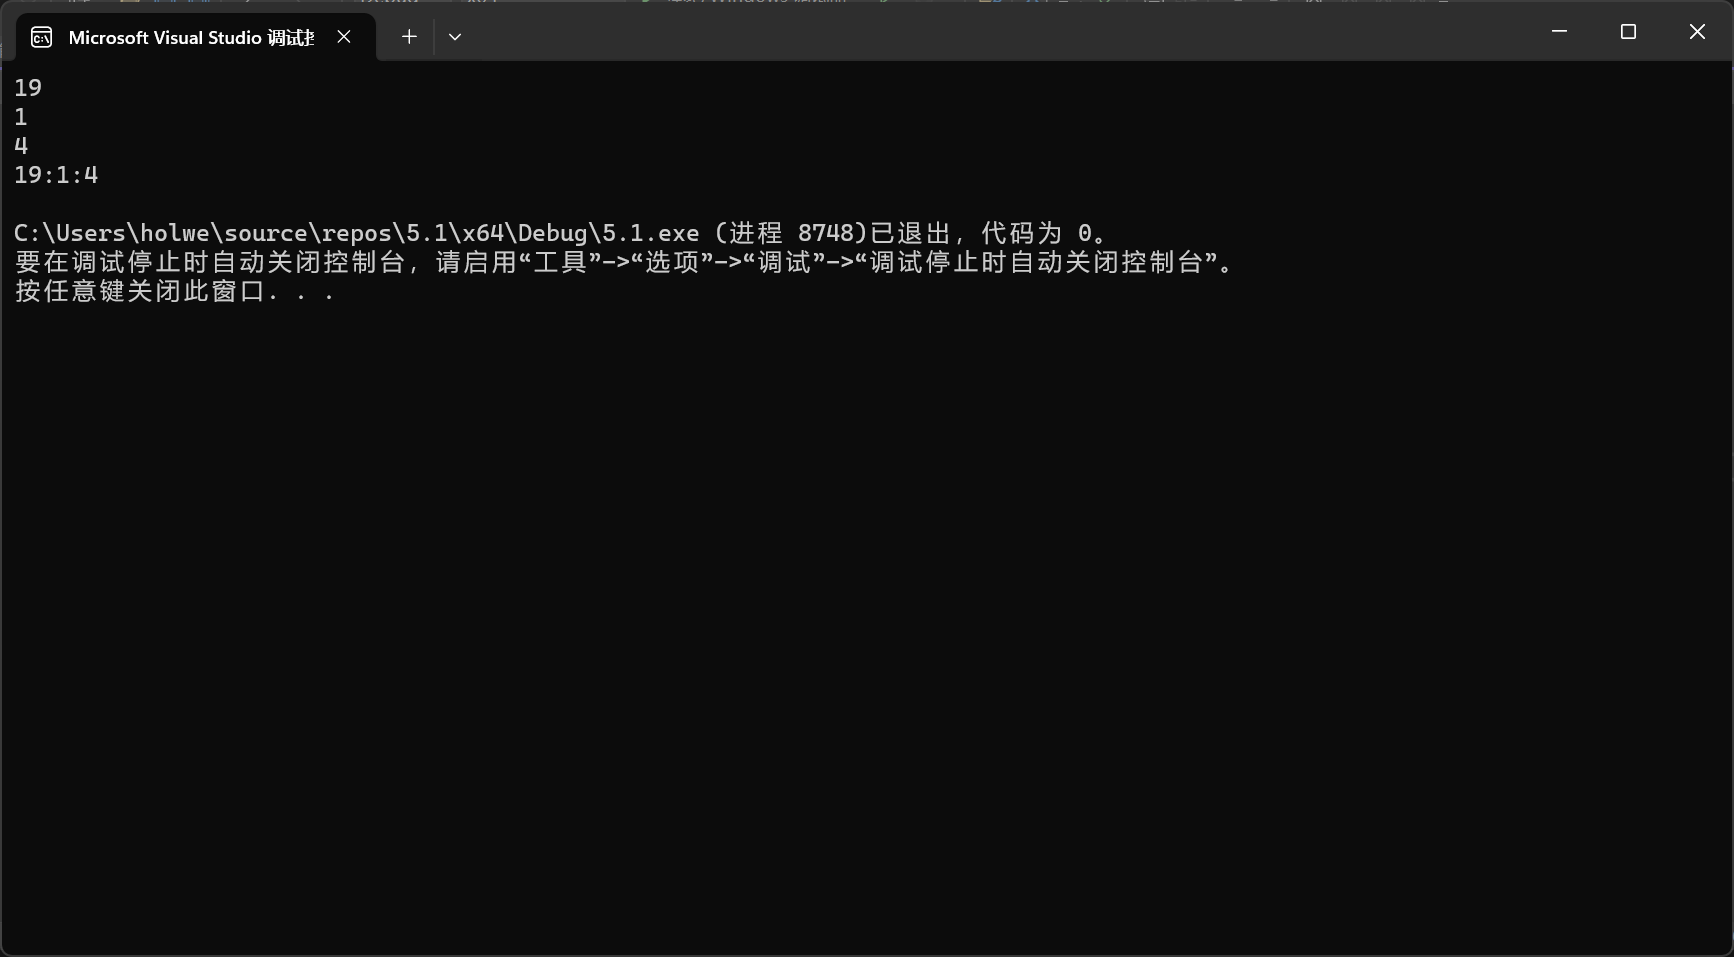 Microsoft Visual Studio 调试
19
1
4
19:1:4
C:\Users\holwe\source\repos\5.1\x64\Debug\5.1.exe (进程 8748)已退出，代码为 0。
要在调试停止时自动关闭控制台，请启用“工具”->“选项”->“调试”->“调试停止时自动关闭控制台”。
按任意键关闭此窗口. . .